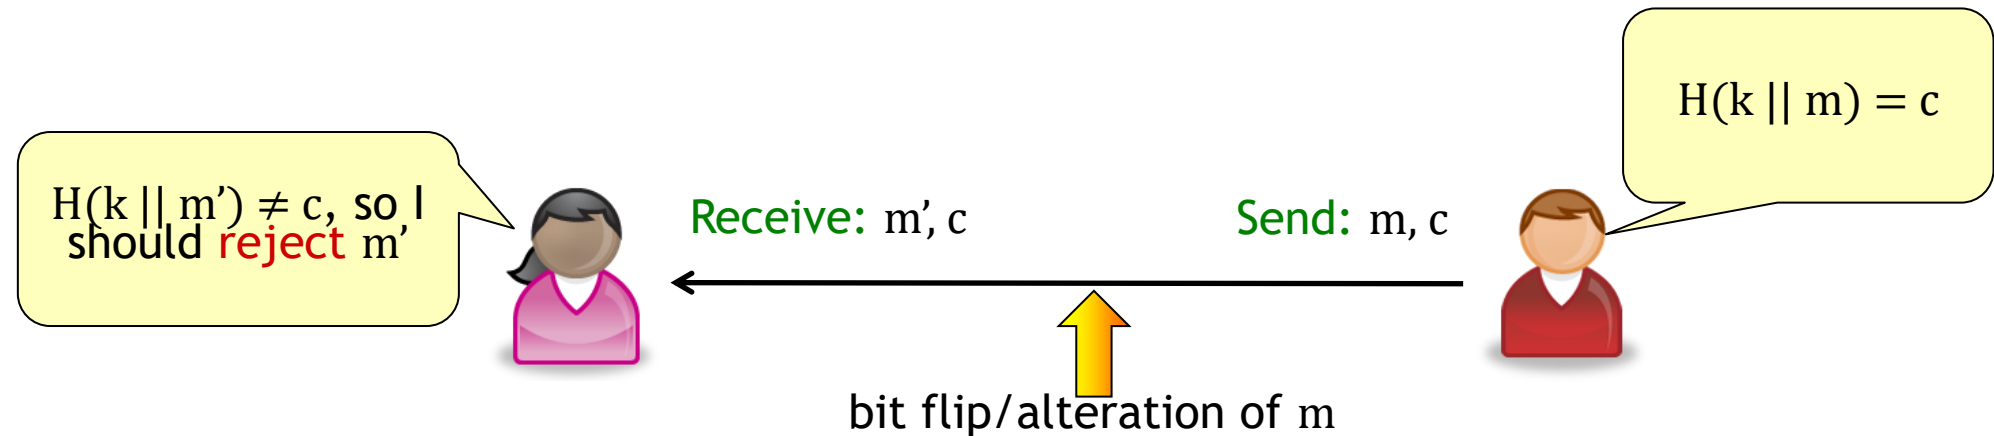 H(k || m) = c
H(k || m’) ≠ c, so I
should reject m’
Receive: m’, c
Send: m, c
bit flip/alteration of m